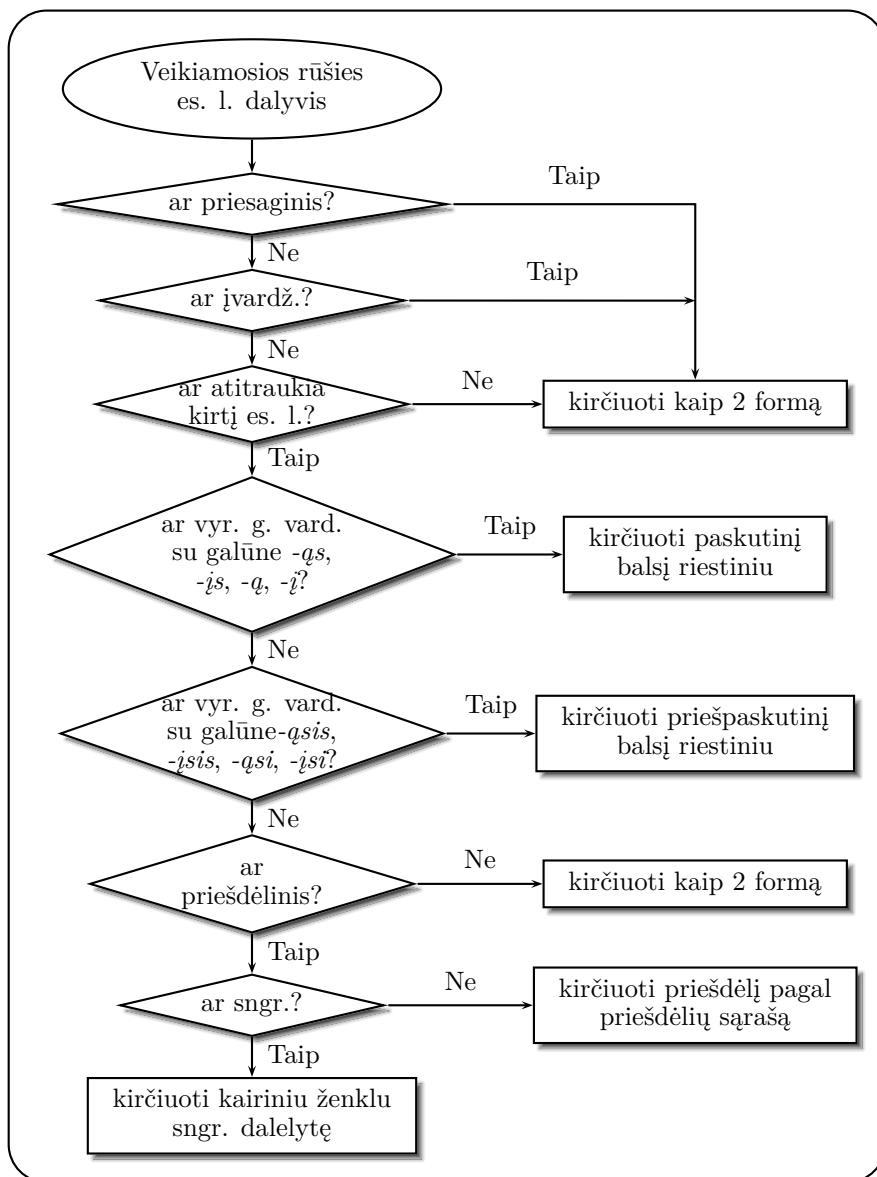 Veikiamosios rūšies
es. l. dalyvis
ar priesaginis?
Taip
Ne
ar įvardž.?
Taip
Ne
ar atitraukia
kirtį es. l.?
Ne
kirčiuoti kaip 2 formą
Taip
ar vyr. g. vard.
su galūne -ąs,
-įs, -ą, -į?
Taip
kirčiuoti paskutinį
balsį riestiniu
Ne
ar vyr. g. vard.
su galūne-ąsis,
-įsis, -ąsi, -įsi?
Taip
kirčiuoti priešpaskutinį
balsį riestiniu
Ne
ar
priešdėlinis?
Ne
kirčiuoti kaip 2 formą
Taip
ar sngr.?
Ne
kirčiuoti priešdėlį pagal
priešdėlių sąrašą
Taip
kirčiuoti kairiniu ženklu
sngr. dalelytę